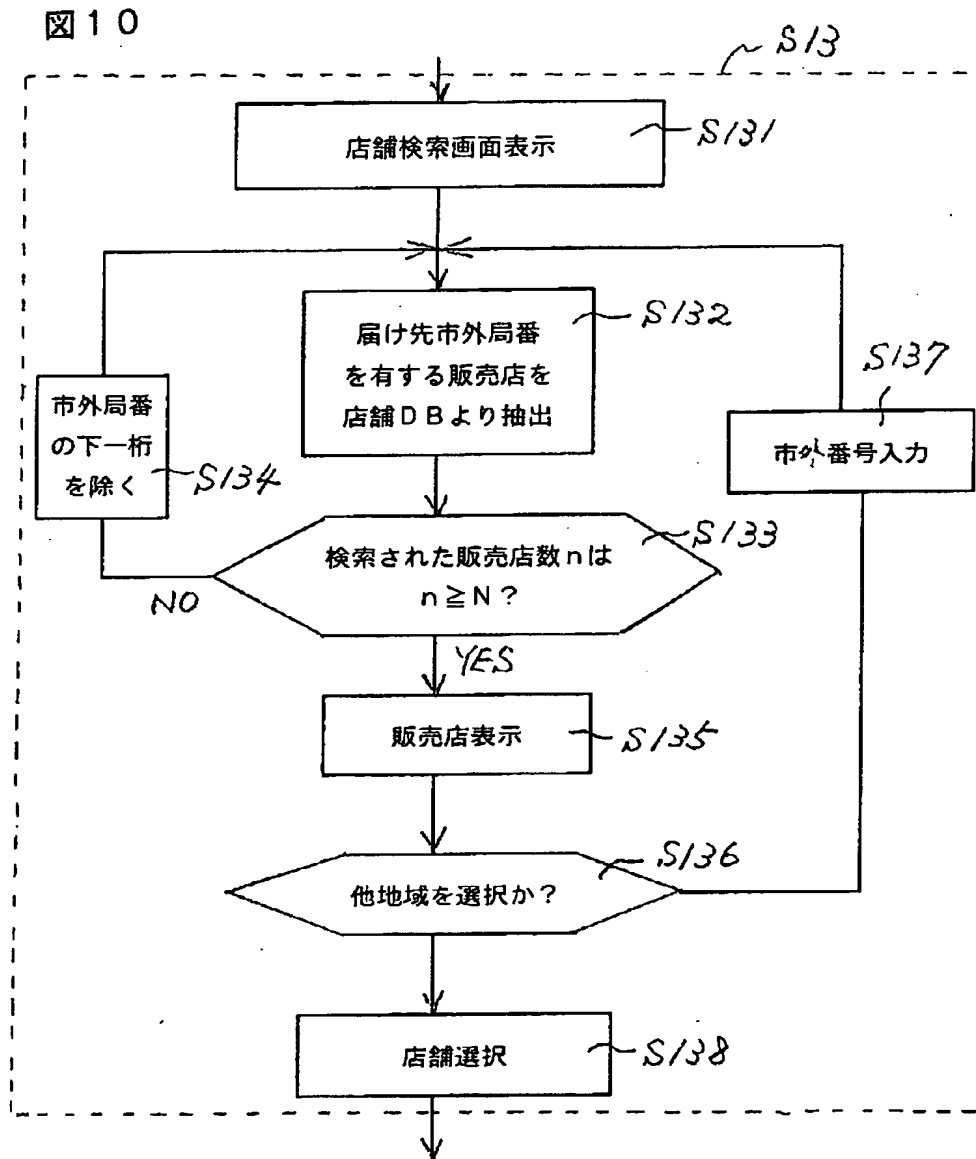 図10
S13
店舗検索画面表示
S131
届け先市外局番
を有する販売店を
店舗DBより抽出
S132
市外局番
の下一桁
を除く
S134
市外番号入力
S137
検索された販売店数nは
n≧N?
S133
NO
YES
販売店表示
S135
他地域を選択か?
S136
店舗選択
S138